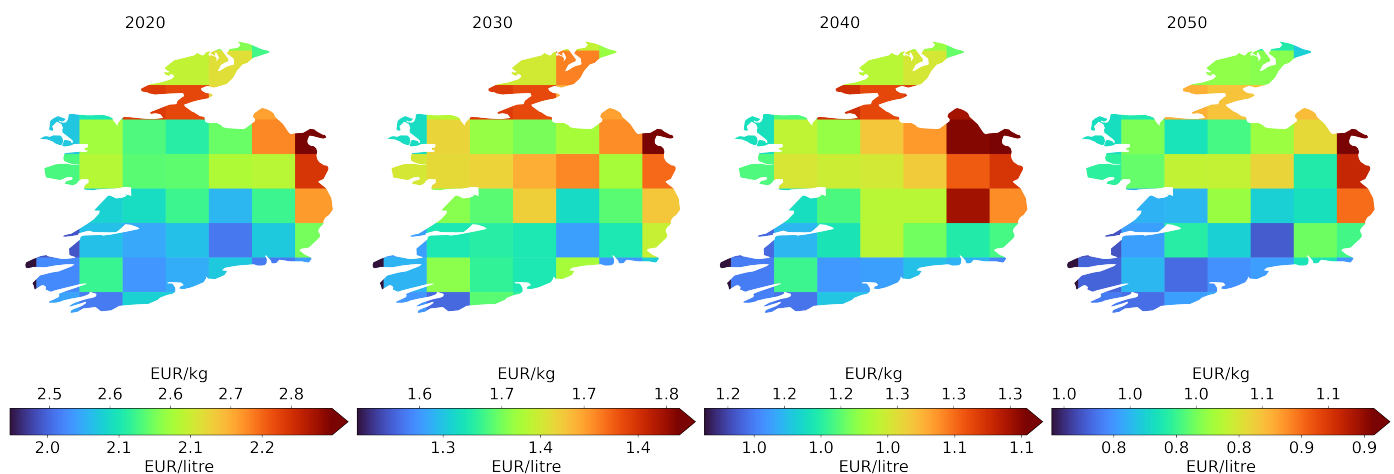 2020 2030 2040 2050
EUR/kg EUR/kg EUR/kg EUR/kg
2.5 2.6 2.6 2.7 2.8 1.6 1.7 1.7 1.8 1.2 1.2 1.3 1.3 1.3 1.0 1.0 1.0 1.1 1.1
2.0 2.1 2.1 2.2 1.3 1.4 1.4 1.0 1.0 1.0 1.1 1.1 0.8 0.8 0.8 0.9 0.9
EUR/litre EUR/litre EUR/litre EUR/litre